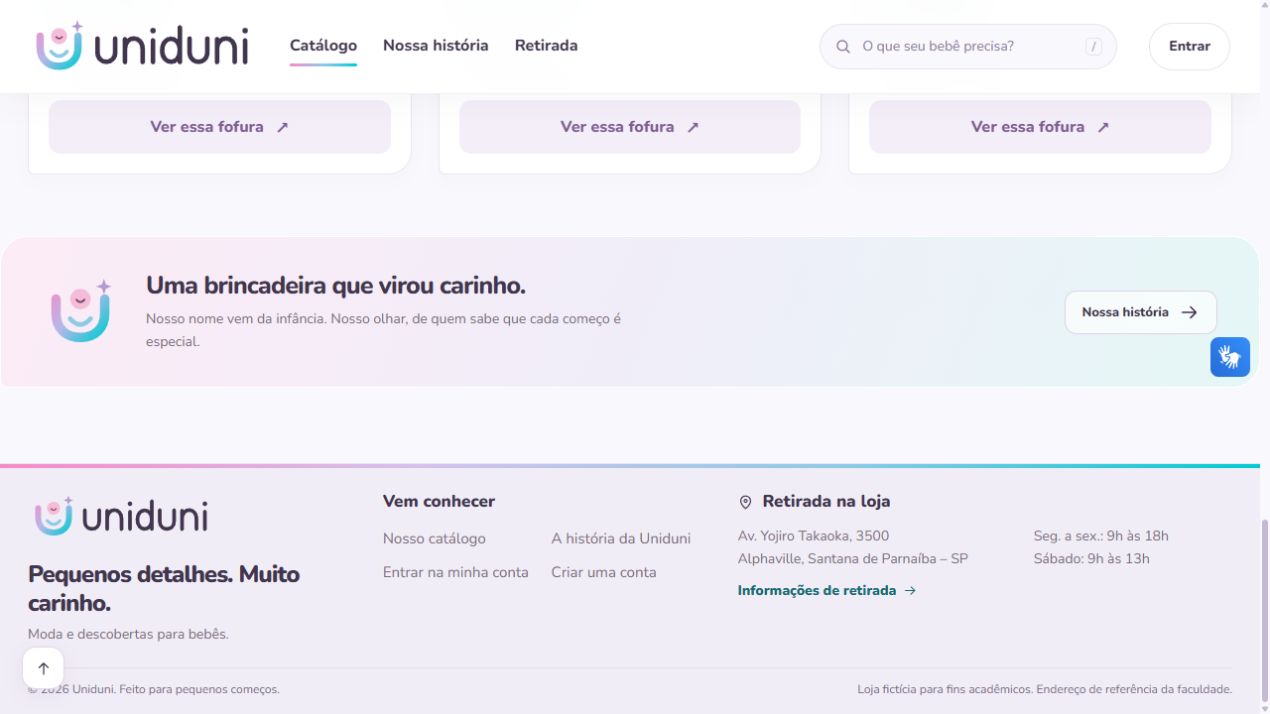 uniduni
Catálogo
Nossa história
Retirada
O que seu bebê precisa?
/
Entrar
Ver essa fofura ↗
Ver essa fofura ↗
Ver essa fofura ↗
Uma brincadeira que virou carinho.
Nosso nome vem da infância. Nosso olhar, de quem sabe que cada começo é
especial.
Nossa história →
uniduni
Pequenos detalhes. Muito
carinho.
Moda e descobertas para bebês.
Vem conhecer
Nosso catálogo
A história da Uniduni
Entrar na minha conta
Criar uma conta
Retirada na loja
Av. Yojiro Takaoka, 3500
Alphaville, Santana de Parnaíba – SP
Informações de retirada →
Seg. a sex.: 9h às 18h
Sábado: 9h às 13h
© 2026 Uniduni. Feito para pequenos começos.
Loja fictícia para fins acadêmicos. Endereço de referência da faculdade.